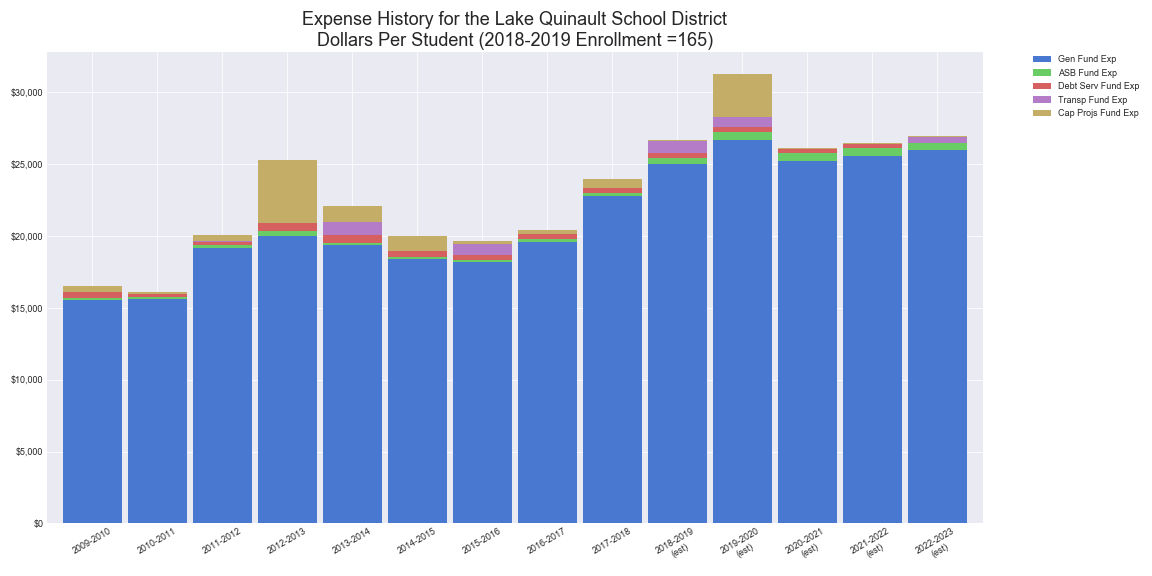 Expense History for the Lake Quinault School District
Dollars Per Student (2018-2019 Enrollment =165)
Gen Fund Exp
ASB Fund Exp
Debt Serv Fund Exp
Transp Fund Exp
Cap Projs Fund Exp
$30,000
$25,000
$20,000
$15,000
$10,000
$5,000
$0
2009-2010
2010-2011
2011-2012
2012-2013
2013-2014
2014-2015
2015-2016
2016-2017
2017-2018
2018-2019
(est)
2019-2020
(est)
2020-2021
(est)
2021-2022
(est)
2022-2023
(est)